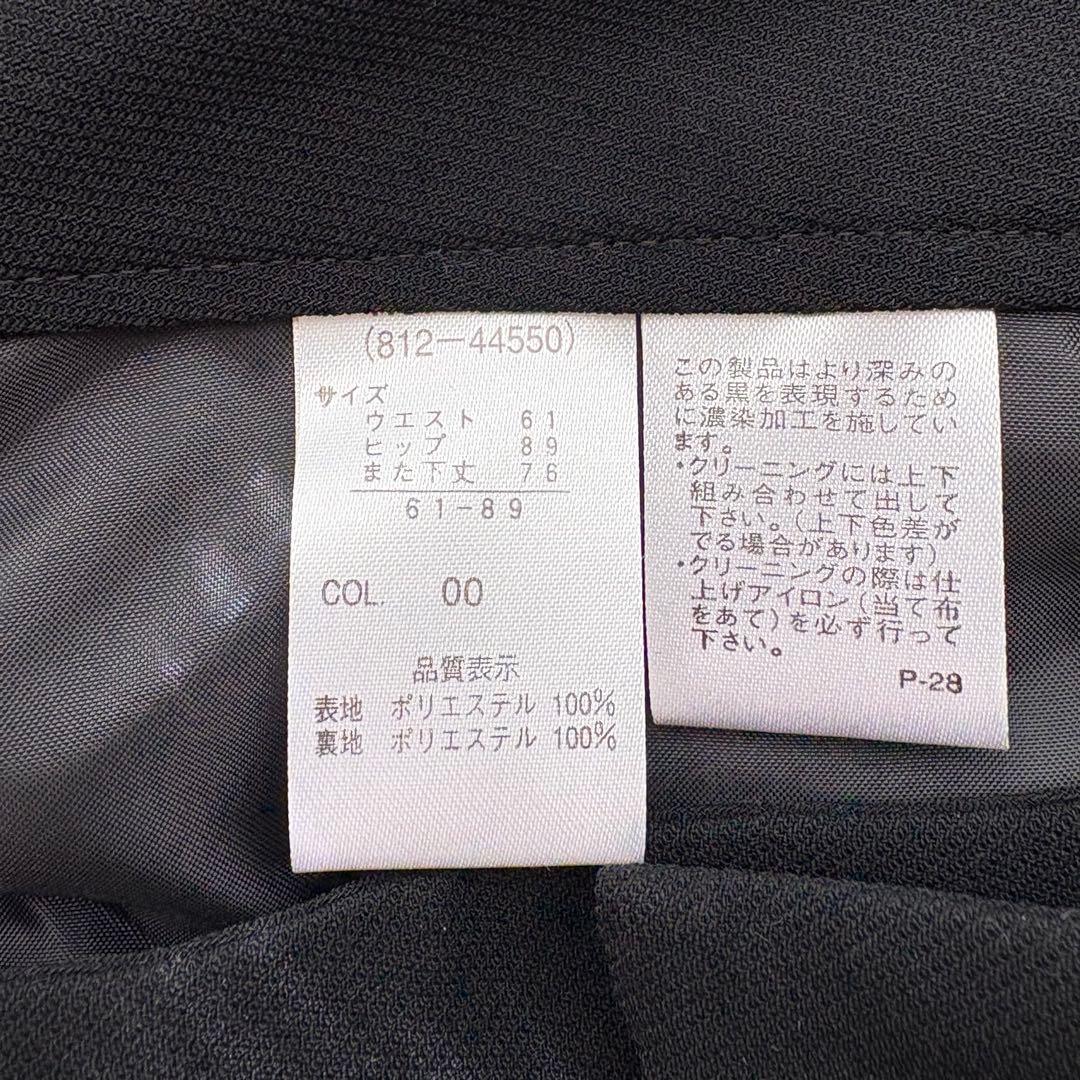 (812-44550)
サイズ
ウエスト 61
ヒップ 89
また下丈 76
61-89
COL. 00
品質表示
表地 ポリエステル 100%
裏地 ポリエステル 100%
この製品はより深みの
ある黒を表現するため
に濃染加工を施してい
ます。
・クリーニングには上下
組み合わせて出して
下さい。(上下色差が
でる場合があります)
・クリーニングの際は仕
上げアイロン(当て布
をあて)を必ず行って
下さい。
P-28